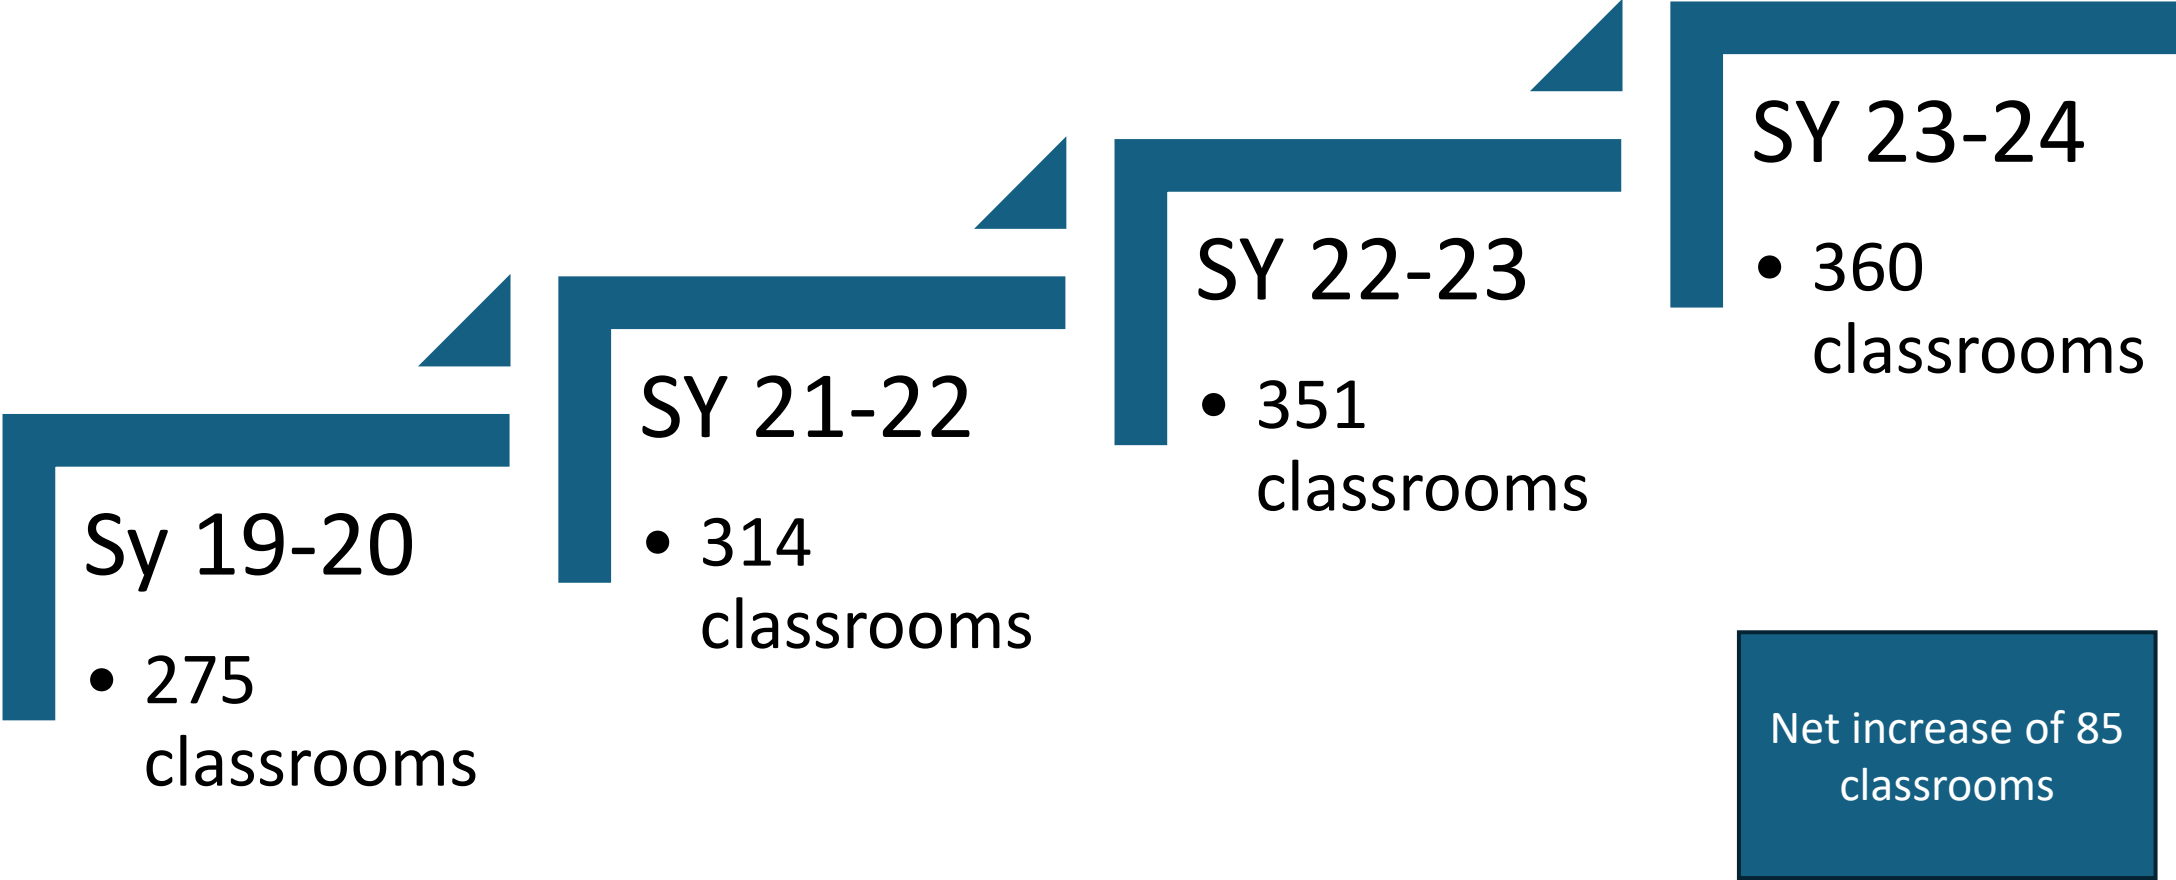 Sy 19-20
• 275
classrooms
SY 21-22
• 314
classrooms
SY 22-23
• 351
classrooms
SY 23-24
• 360
classrooms
Net increase of 85
classrooms